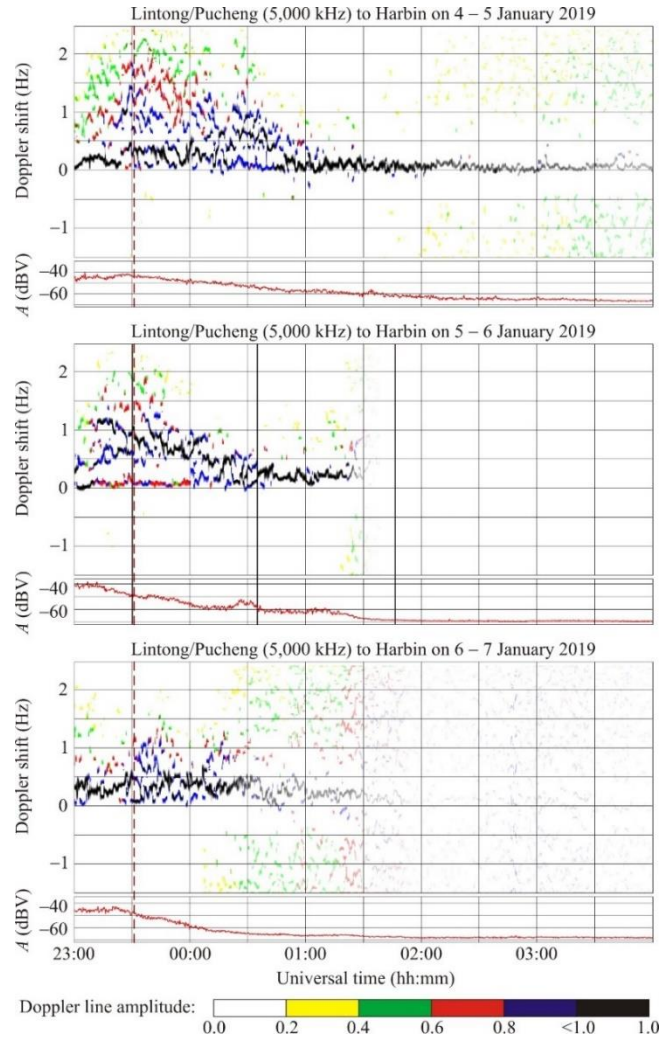 Lintong/Pucheng (5,000 kHz) to Harbin on 4 – 5 January 2019
Doppler shift (Hz)
2
1
0
−1
A (dBV)
−40
−60
Lintong/Pucheng (5,000 kHz) to Harbin on 5 – 6 January 2019
Doppler shift (Hz)
2
1
0
−1
A (dBV)
−40
−60
Lintong/Pucheng (5,000 kHz) to Harbin on 6 – 7 January 2019
Doppler shift (Hz)
2
1
0
−1
A (dBV)
−40
−60
23:00 00:00 01:00 02:00 03:00
Universal time (hh:mm)
Doppler line amplitude:
0.0 0.2 0.4 0.6 0.8 <1.0 1.0